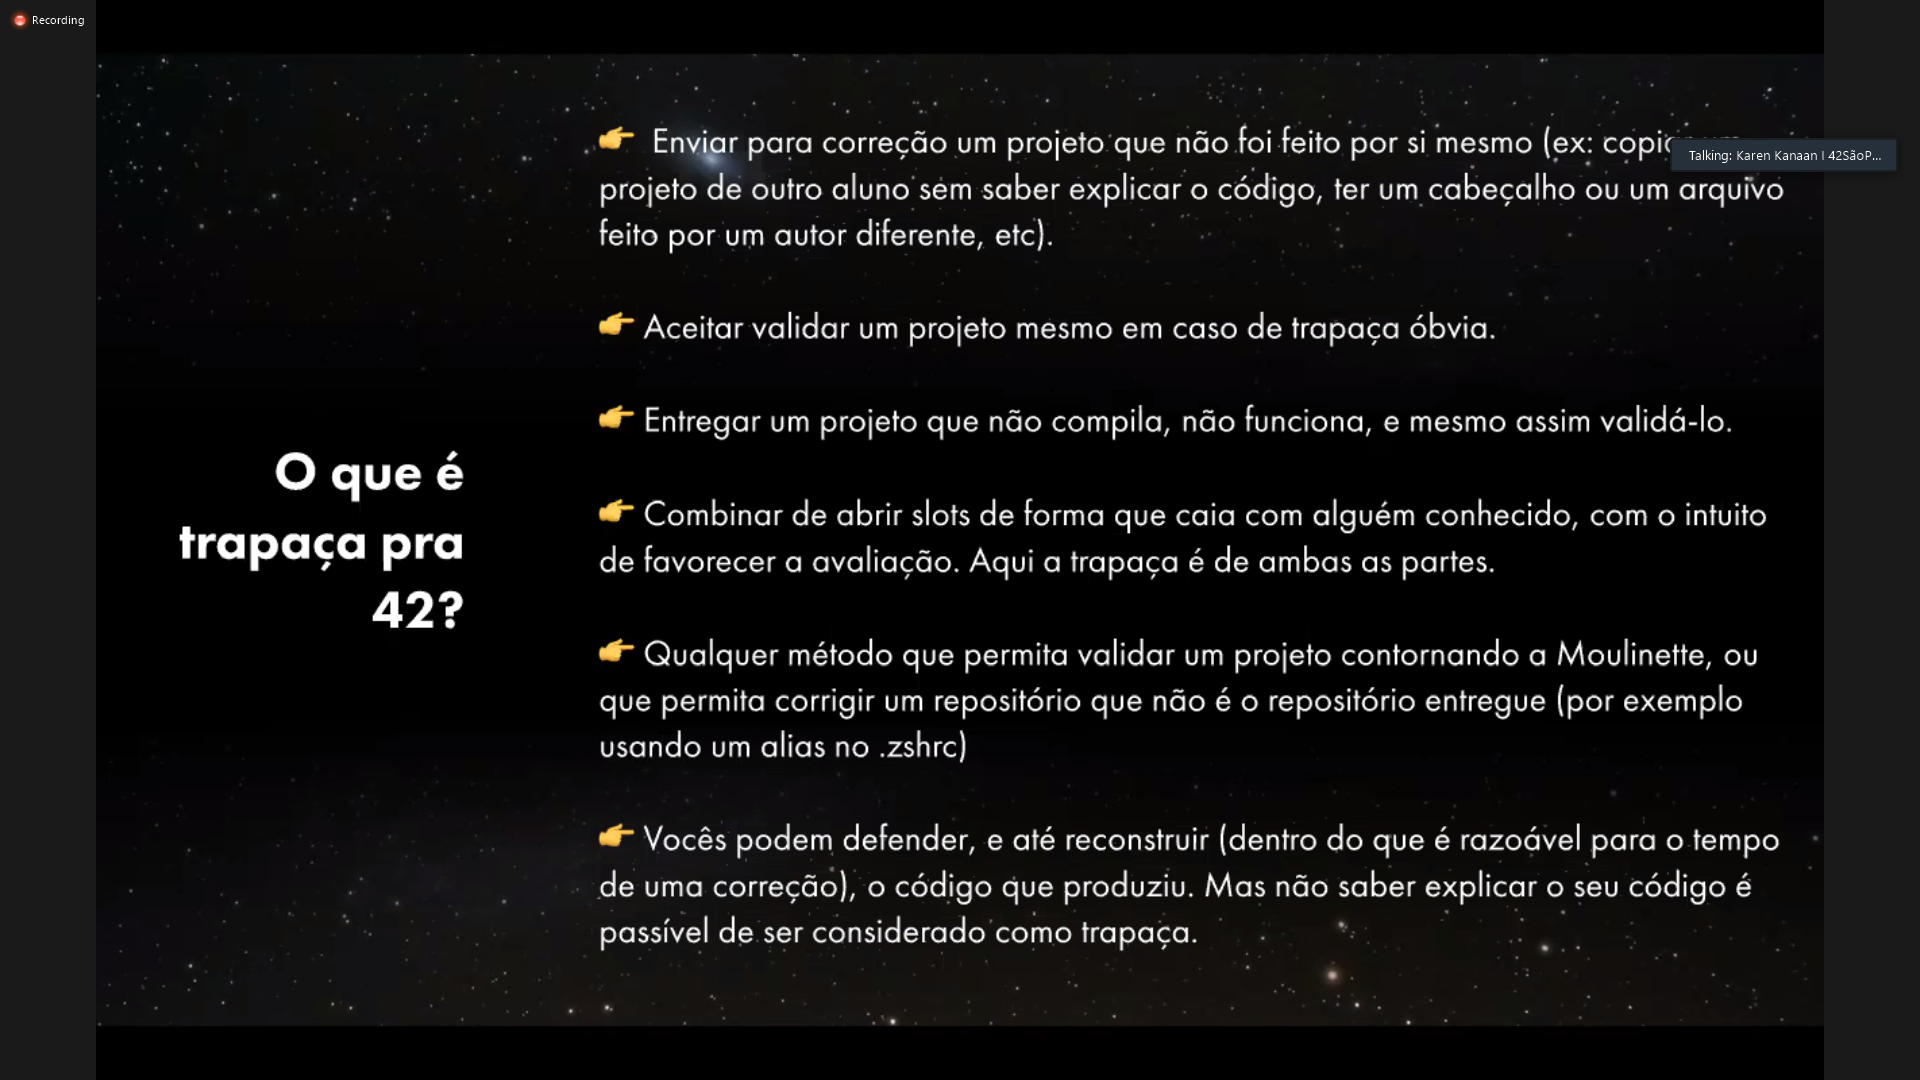 Recording
Talking: Karen Kanaan | 42SãoP...
O que é
trapaça pra
42?
👉 Enviar para correção um projeto que não foi feito por si mesmo (ex:
projeto de outro aluno sem saber explicar o código, ter um cabeçalho ou um arquivo
feito por um autor diferente, etc).
👉 Aceitar validar um projeto mesmo em caso de trapaça óbvia.
👉 Entregar um projeto que não compila, não funciona, e mesmo assim validá-lo.
👉 Combinar de abrir slots de forma que caia com alguém conhecido, com o intuito
de favorecer a avaliação. Aqui a trapaça é de ambas as partes.
👉 Qualquer método que permita validar um projeto contornando a Moulinette, ou
que permita corrigir um repositório que não é o repositório entregue (por exemplo
usando um alias no .zshrc)
👉 Vocês podem defender, e até reconstruir (dentro do que é razoável para o tempo
de uma correção), o código que produziu. Mas não saber explicar o seu código é
passível de ser considerado como trapaça.